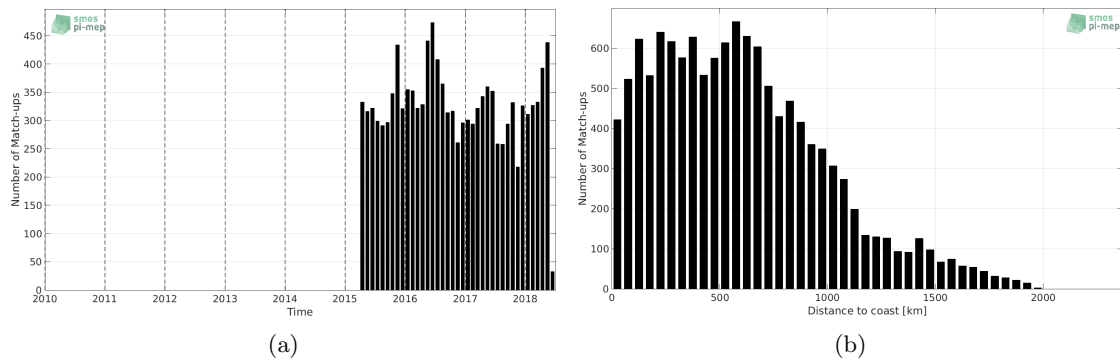 smos
pi-mep
Number of Match-ups
450
400
350
300
250
200
150
100
50
0
2010 2011 2012 2013 2014 2015 2016 2017 2018
Time
(a)
smos
pi-mep
Number of Match-ups
600
500
400
300
200
100
0
0 500 1000 1500 2000
Distance to coast [km]
(b)